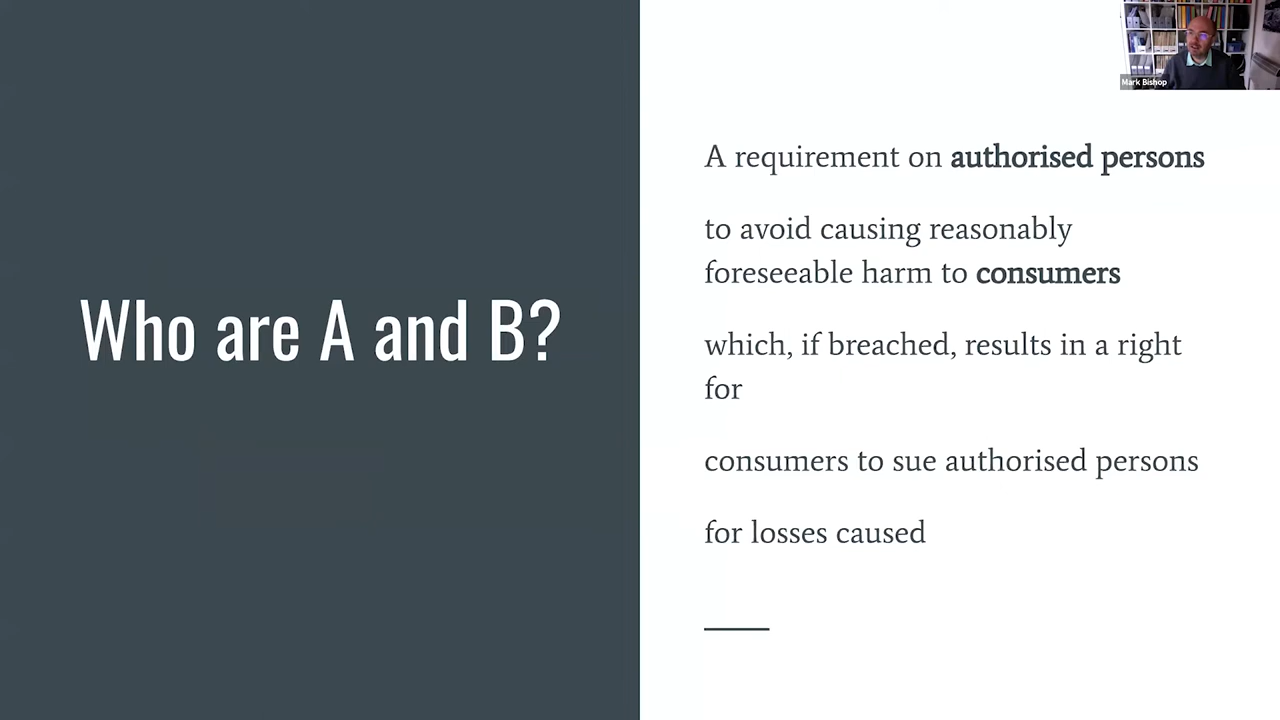 Mark Bishop
Who are A and B?
A requirement on authorised persons
to avoid causing reasonably
foreseeable harm to consumers
which, if breached, results in a right
for
consumers to sue authorised persons
for losses caused